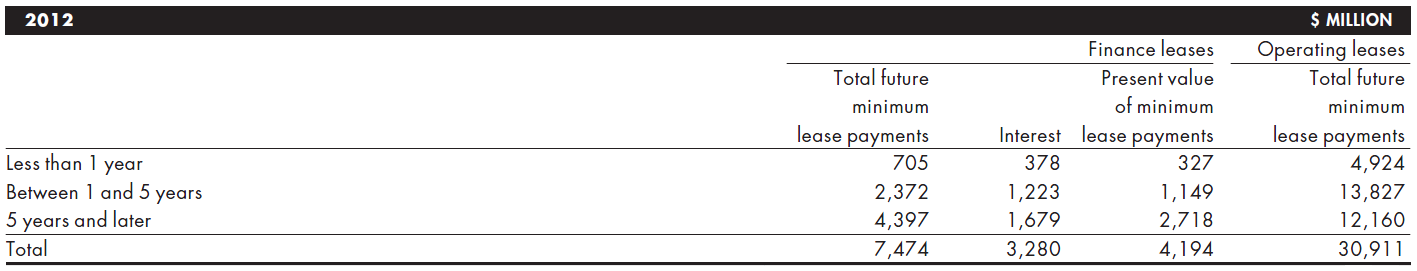 2012 $ MILLION
Finance leases Operating leases
Total future Present value Total future
minimum of minimum minimum
lease payments Interest lease payments lease payments
Less than 1 year 705 378 327 4,924
Between 1 and 5 years 2,372 1,223 1,149 13,827
5 years and later 4,397 1,679 2,718 12,160
Total 7,474 3,280 4,194 30,911